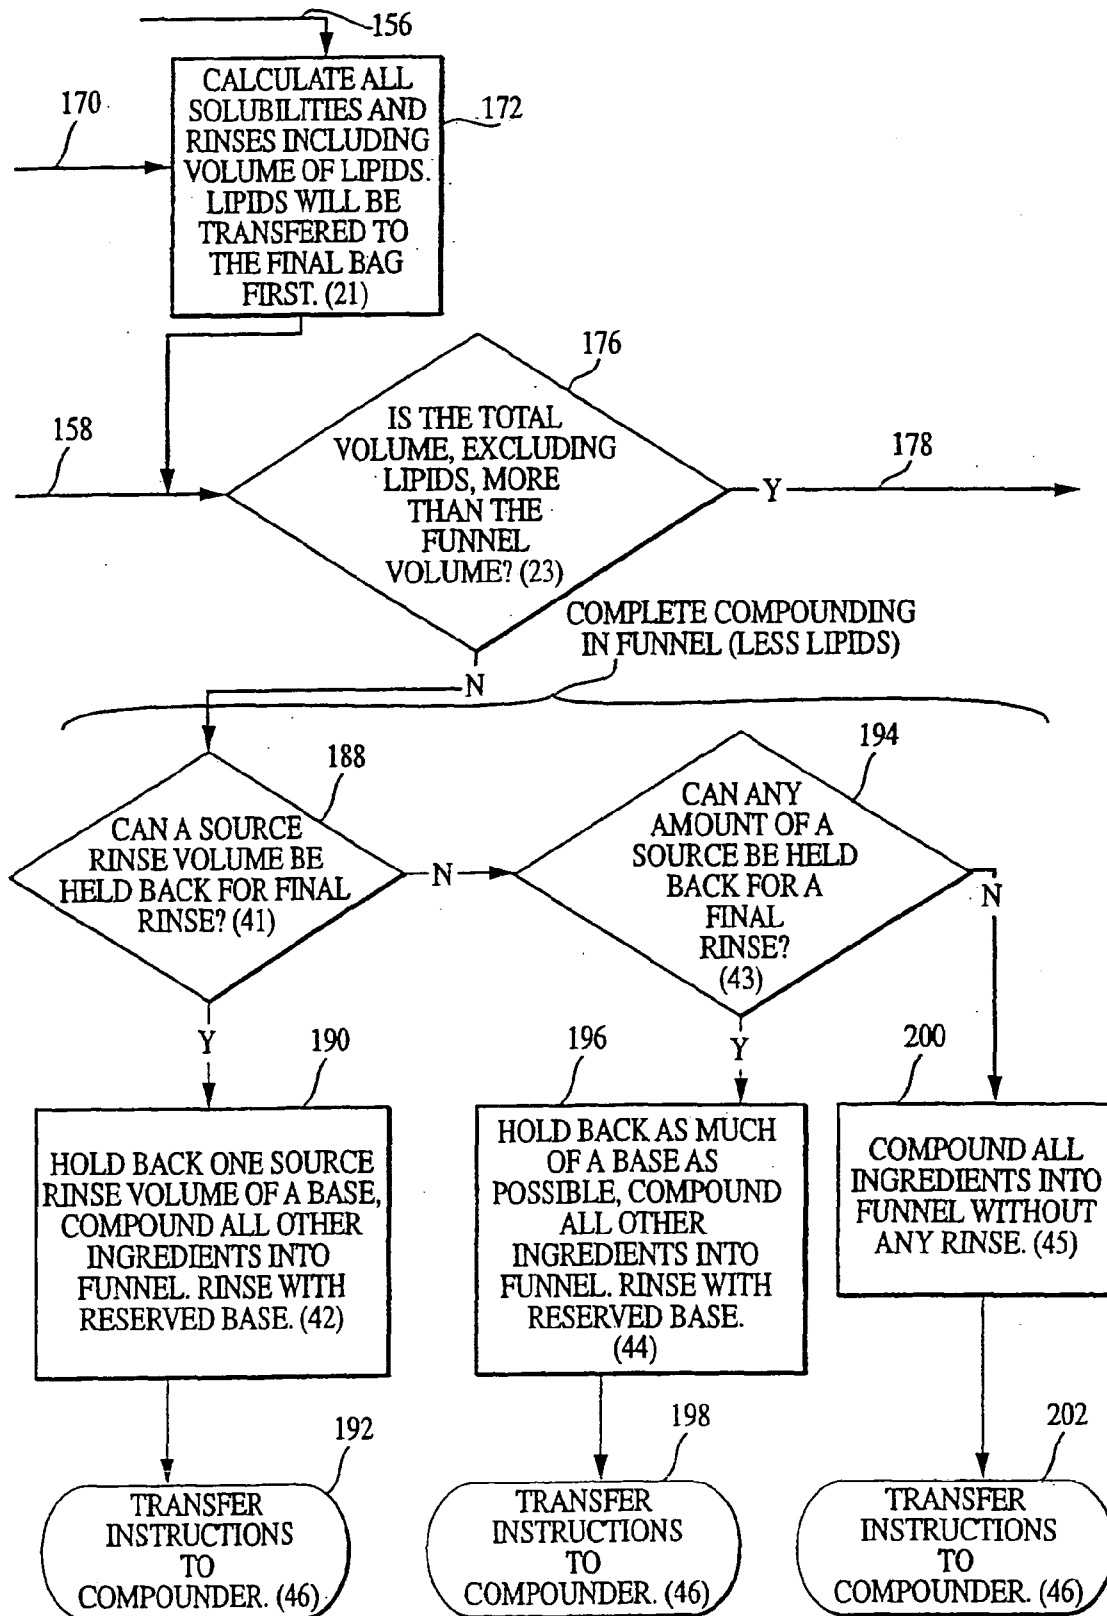 156
CALCULATE ALL
SOLUBILITIES AND
RINSES INCLUDING
VOLUME OF LIPIDS.
LIPIDS WILL BE
TRANSFERED TO
THE FINAL BAG
FIRST. (21)
170
172
176
IS THE TOTAL
VOLUME, EXCLUDING
LIPIDS, MORE
THAN THE
FUNNEL
VOLUME? (23)
158
Y
178
N
COMPLETE COMPOUNDING
IN FUNNEL (LESS LIPIDS)
188
CAN A SOURCE
RINSE VOLUME BE
HELD BACK FOR FINAL
RINSE? (41)
N
194
CAN ANY
AMOUNT OF A
SOURCE BE HELD
BACK FOR A
FINAL
RINSE?
(43)
N
Y
Y
190
HOLD BACK ONE SOURCE
RINSE VOLUME OF A BASE,
COMPOUND ALL OTHER
INGREDIENTS INTO
FUNNEL. RINSE WITH
RESERVED BASE. (42)
196
HOLD BACK AS MUCH
OF A BASE AS
POSSIBLE, COMPOUND
ALL OTHER
INGREDIENTS INTO
FUNNEL. RINSE WITH
RESERVED BASE.
(44)
200
COMPOUND ALL
INGREDIENTS INTO
FUNNEL WITHOUT
ANY RINSE. (45)
192
TRANSFER
INSTRUCTIONS
TO
COMPOUNDER. (46)
198
TRANSFER
INSTRUCTIONS
TO
COMPOUNDER. (46)
202
TRANSFER
INSTRUCTIONS
TO
COMPOUNDER. (46)